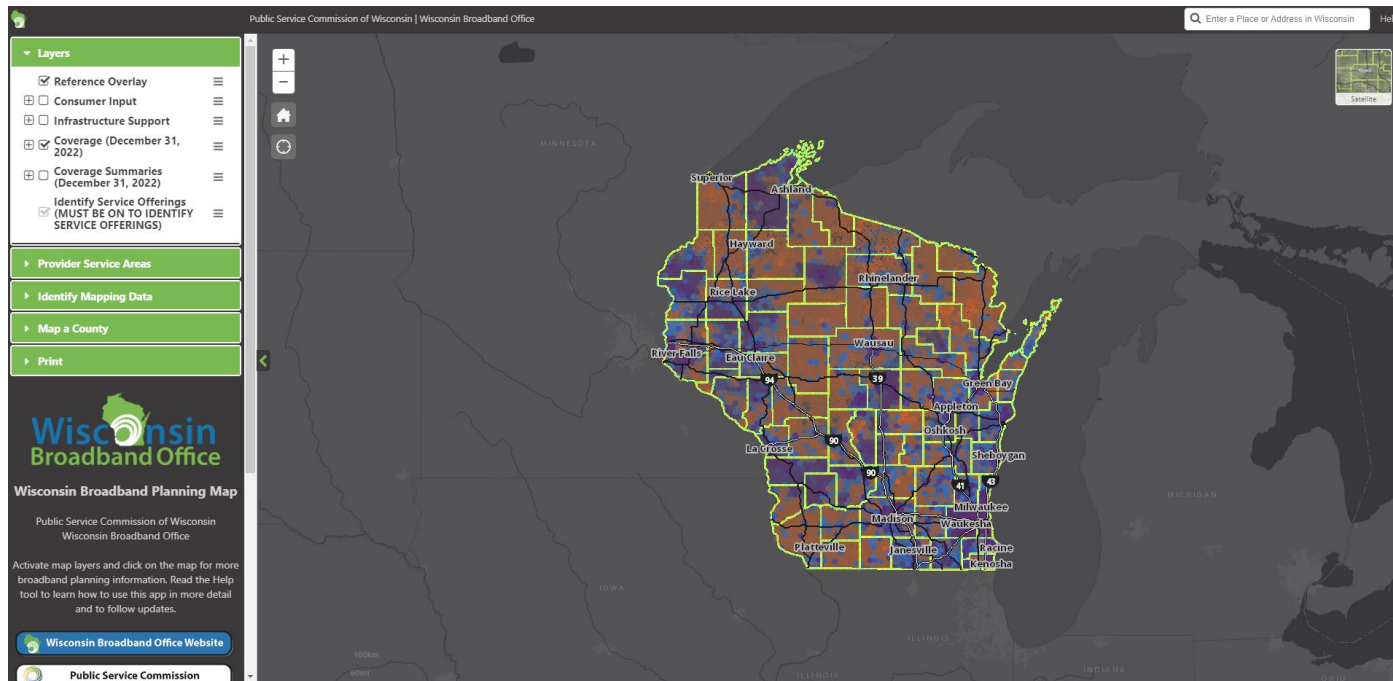 Public Service Commission of Wisconsin | Wisconsin Broadband Office
Enter a Place or Address in Wisconsin
Hel
Layers
Reference Overlay
Consumer Input
Infrastructure Support
Coverage (December 31,
2022)
Coverage Summaries
(December 31, 2022)
Identify Service Offerings
(MUST BE ON TO IDENTIFY
SERVICE OFFERINGS)
Provider Service Areas
Identify Mapping Data
Map a County
Print
Wisconsin
Broadband Office
Wisconsin Broadband Planning Map
Public Service Commission of Wisconsin
Wisconsin Broadband Office
Activate map layers and click on the map for more
broadband planning information. Read the Help
tool to learn how to use this app in more detail
and to follow updates.
Wisconsin Broadband Office Website
Public Service Commission
Satellite
MINNESOTA
Superior
Ashland
Hayward
Rhinelander
Rice Lake
Wausau
River Falls
Eau Claire
94
39
Green Bay
Appleton
Oshkosh
90
La Crosse
Sheboygan
90
41
43
MICHIGAN
Milwaukee
Madison
Waukesha
Platteville
Janesville
Racine
Kenosha
IOWA
ILLINOIS
100km
60mi
ILLINOIS
INDIANA
OHIO